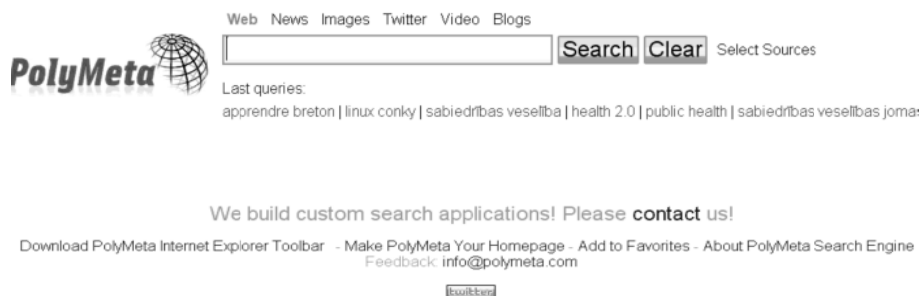 Web News Images Twitter Video Blogs
PolyMeta
Search Clear Select Sources
Last queries:
apprendre breton | linux conky | sabiedrības veselība | health 2.0 | public health | sabiedrības veselības jomas
We build custom search applications! Please contact us!
Download PolyMeta Internet Explorer Toolbar - Make PolyMeta Your Homepage - Add to Favorites - About PolyMeta Search Engine
Feedback: info@polymeta.com
twitter